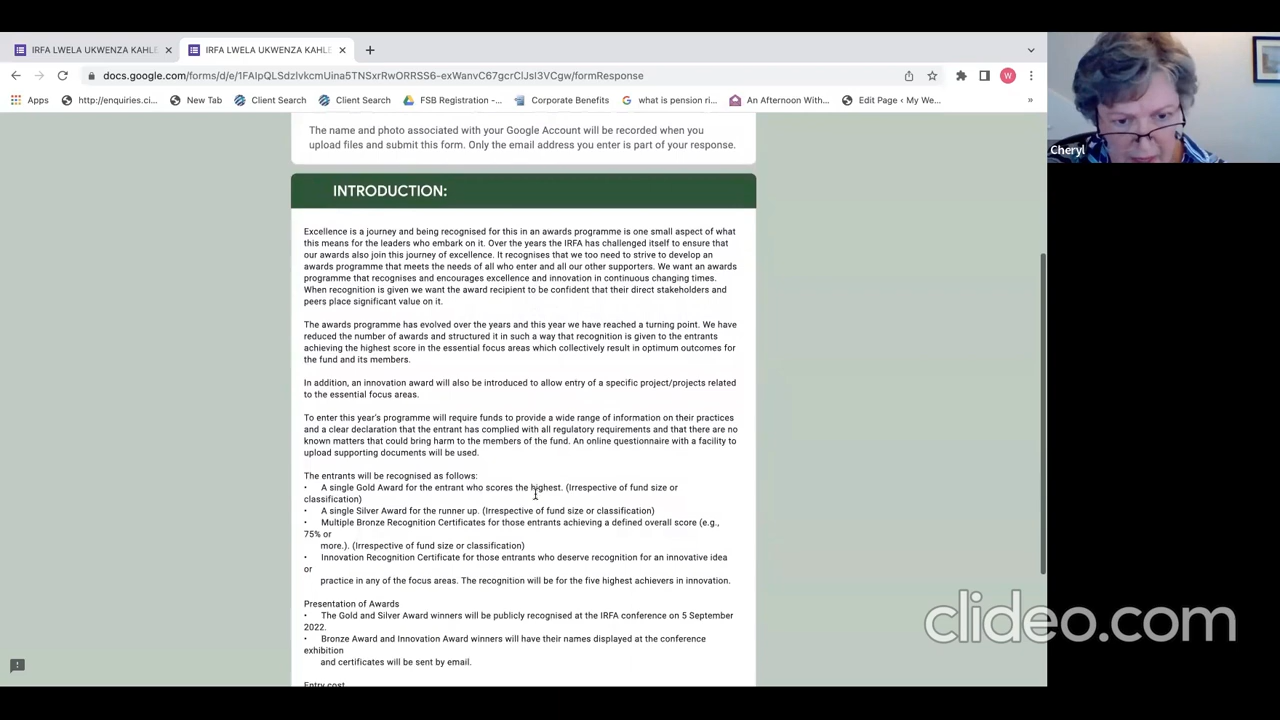 IRFA LWELA UKWENZA KAHLE
IRFA LWELA UKWENZA KAHLE
docs.google.com/forms/d/e/1FAIpQLSdzIvkcmUina5TNSxrRwORRSS6-exWanvC67gcrCIJsI3VCgw/formResponse
W
Apps
http://enquiries.ci...
New Tab
Client Search
Client Search
FSB Registration -...
Corporate Benefits
what is pension ri...
An Afternoon With...
Edit Page ‹ My We...
»
Cheryl
The name and photo associated with your Google Account will be recorded when you
upload files and submit this form. Only the email address you enter is part of your response.
INTRODUCTION:
Excellence is a journey and being recognised for this in an awards programme is one small aspect of what
this means for the leaders who embark on it. Over the years the IRFA has challenged itself to ensure that
our awards also join this journey of excellence. It recognises that we too need to strive to develop an
awards programme that meets the needs of all who enter and all our other supporters. We want an awards
programme that recognises and encourages excellence and innovation in continuous changing times.
When recognition is given we want the award recipient to be confident that their direct stakeholders and
peers place significant value on it.
The awards programme has evolved over the years and this year we have reached a turning point. We have
reduced the number of awards and structured it in such a way that recognition is given to the entrants
achieving the highest score in the essential focus areas which collectively result in optimum outcomes for
the fund and its members.
In addition, an innovation award will also be introduced to allow entry of a specific project/projects related
to the essential focus areas.
To enter this year's programme will require funds to provide a wide range of information on their practices
and a clear declaration that the entrant has complied with all regulatory requirements and that there are no
known matters that could bring harm to the members of the fund. An online questionnaire with a facility to
upload supporting documents will be used.
The entrants will be recognised as follows:
• A single Gold Award for the entrant who scores the highest. (Irrespective of fund size or
classification)
• A single Silver Award for the runner up. (Irrespective of fund size or classification)
• Multiple Bronze Recognition Certificates for those entrants achieving a defined overall score (e.g.,
75% or
more.). (Irrespective of fund size or classification)
• Innovation Recognition Certificate for those entrants who deserve recognition for an innovative idea
or
practice in any of the focus areas. The recognition will be for the five highest achievers in innovation.
Presentation of Awards
• The Gold and Silver Award winners will be publicly recognised at the IRFA conference on 5 September
2022.
• Bronze Award and Innovation Award winners will have their names displayed at the conference
exhibition
and certificates will be sent by email.
Entry cost
clideo.com